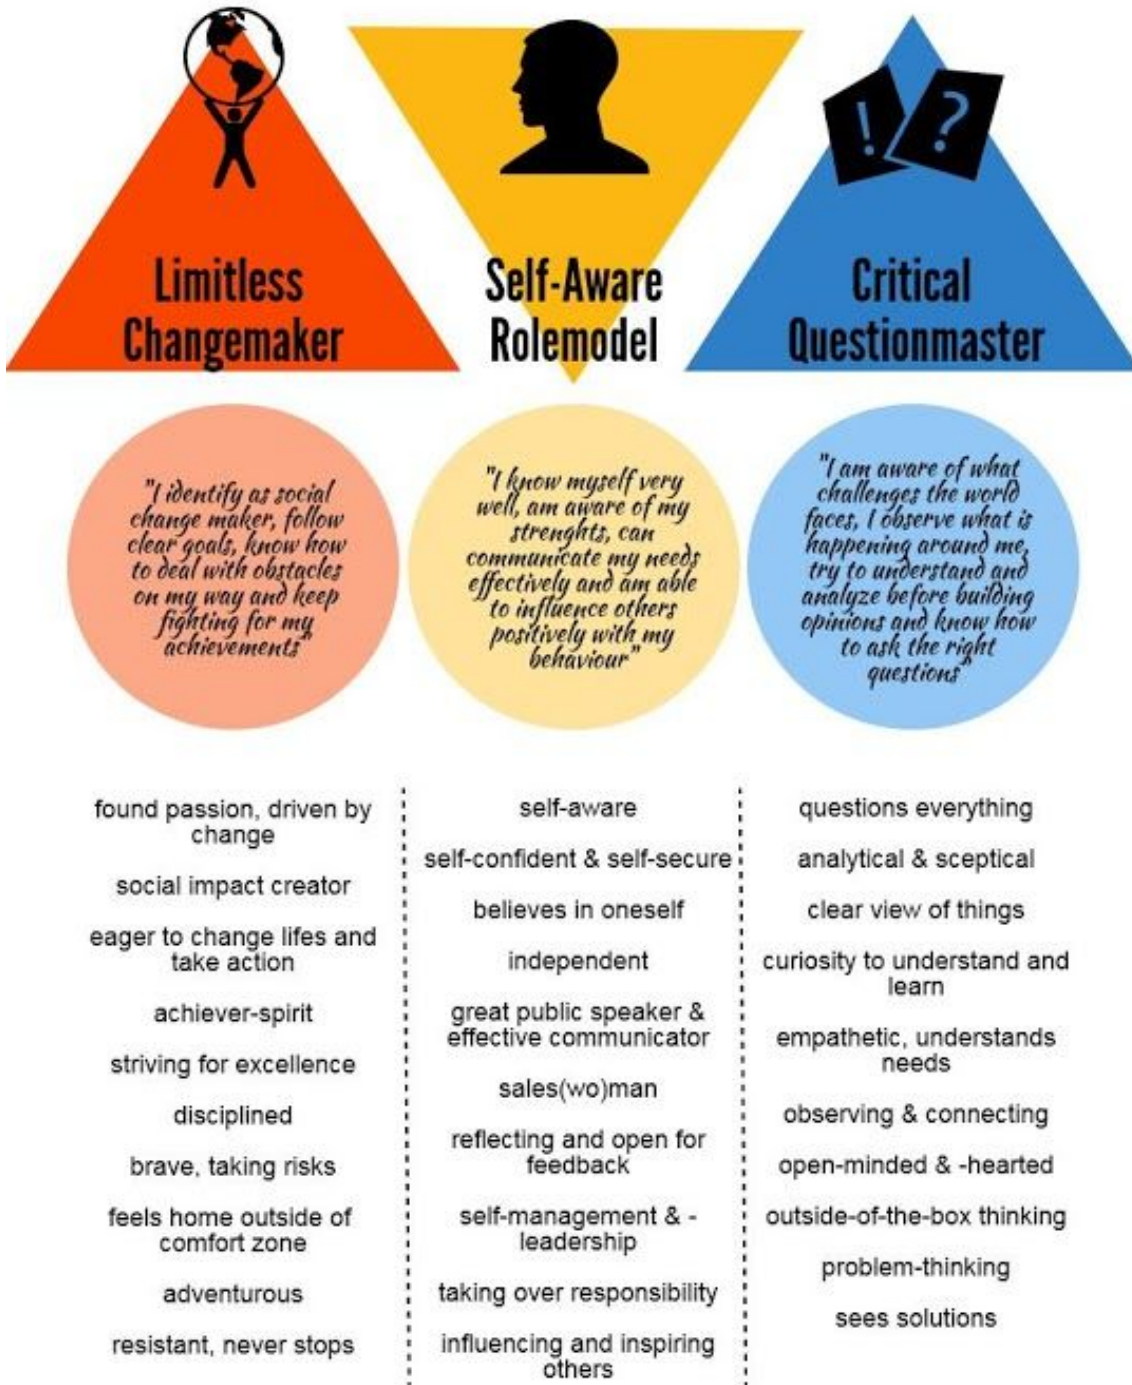 Limitless
Changemaker
Self-Aware
Rolemodel
! ?
Critical
Questionmaster
"I identify as social
change maker, follow
clear goals, know how
to deal with obstacles
on my way and keep
fighting for my
achievements"
"I know myself very
well, am aware of my
strenghts, can
communicate my needs
effectively and am able
to influence others
positively with my
behaviour"
"I am aware of what
challenges the world
faces, I observe what is
happening around me,
try to understand and
analyze before building
opinions and know how
to ask the right
questions"
found passion, driven by
change
social impact creator
eager to change lifes and
take action
achiever-spirit
striving for excellence
disciplined
brave, taking risks
feels home outside of
comfort zone
adventurous
resistant, never stops
self-aware
self-confident & self-secure
believes in oneself
independent
great public speaker &
effective communicator
sales(wo)man
reflecting and open for
feedback
self-management & -
leadership
taking over responsibility
influencing and inspiring
others
questions everything
analytical & sceptical
clear view of things
curiosity to understand and
learn
empathetic, understands
needs
observing & connecting
open-minded & -hearted
outside-of-the-box thinking
problem-thinking
sees solutions